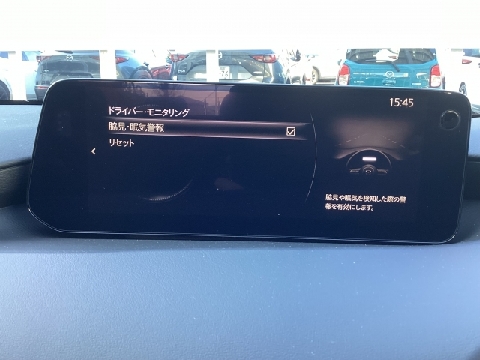 15:45
ドライバー・モニタリング
脇見・眠気警報
リセット
脇見や眠気を検知した際の警
報を有効にします。